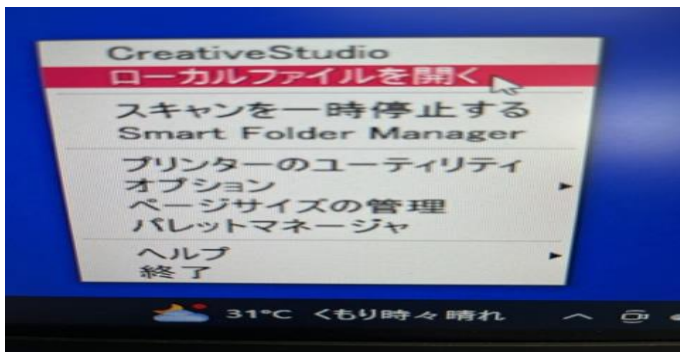 CreativeStudio
ローカルファイルを開く
スキャンを一時停止する
Smart Folder Manager
プリンターのユーティリティ
オプション
ページサイズの管理
パレットマネージャ
ヘルプ
終了
31°C くもり時々晴れ